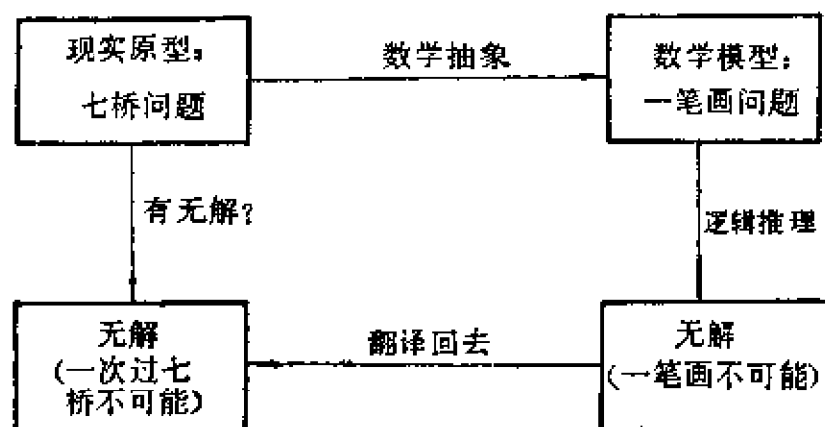 现实原型:
七桥问题
数学抽象
数学模型:
一笔画问题
有无解?
逻辑推理
无解
(一次过七
桥不可能)
翻译回去
无解
(一笔画不可能)